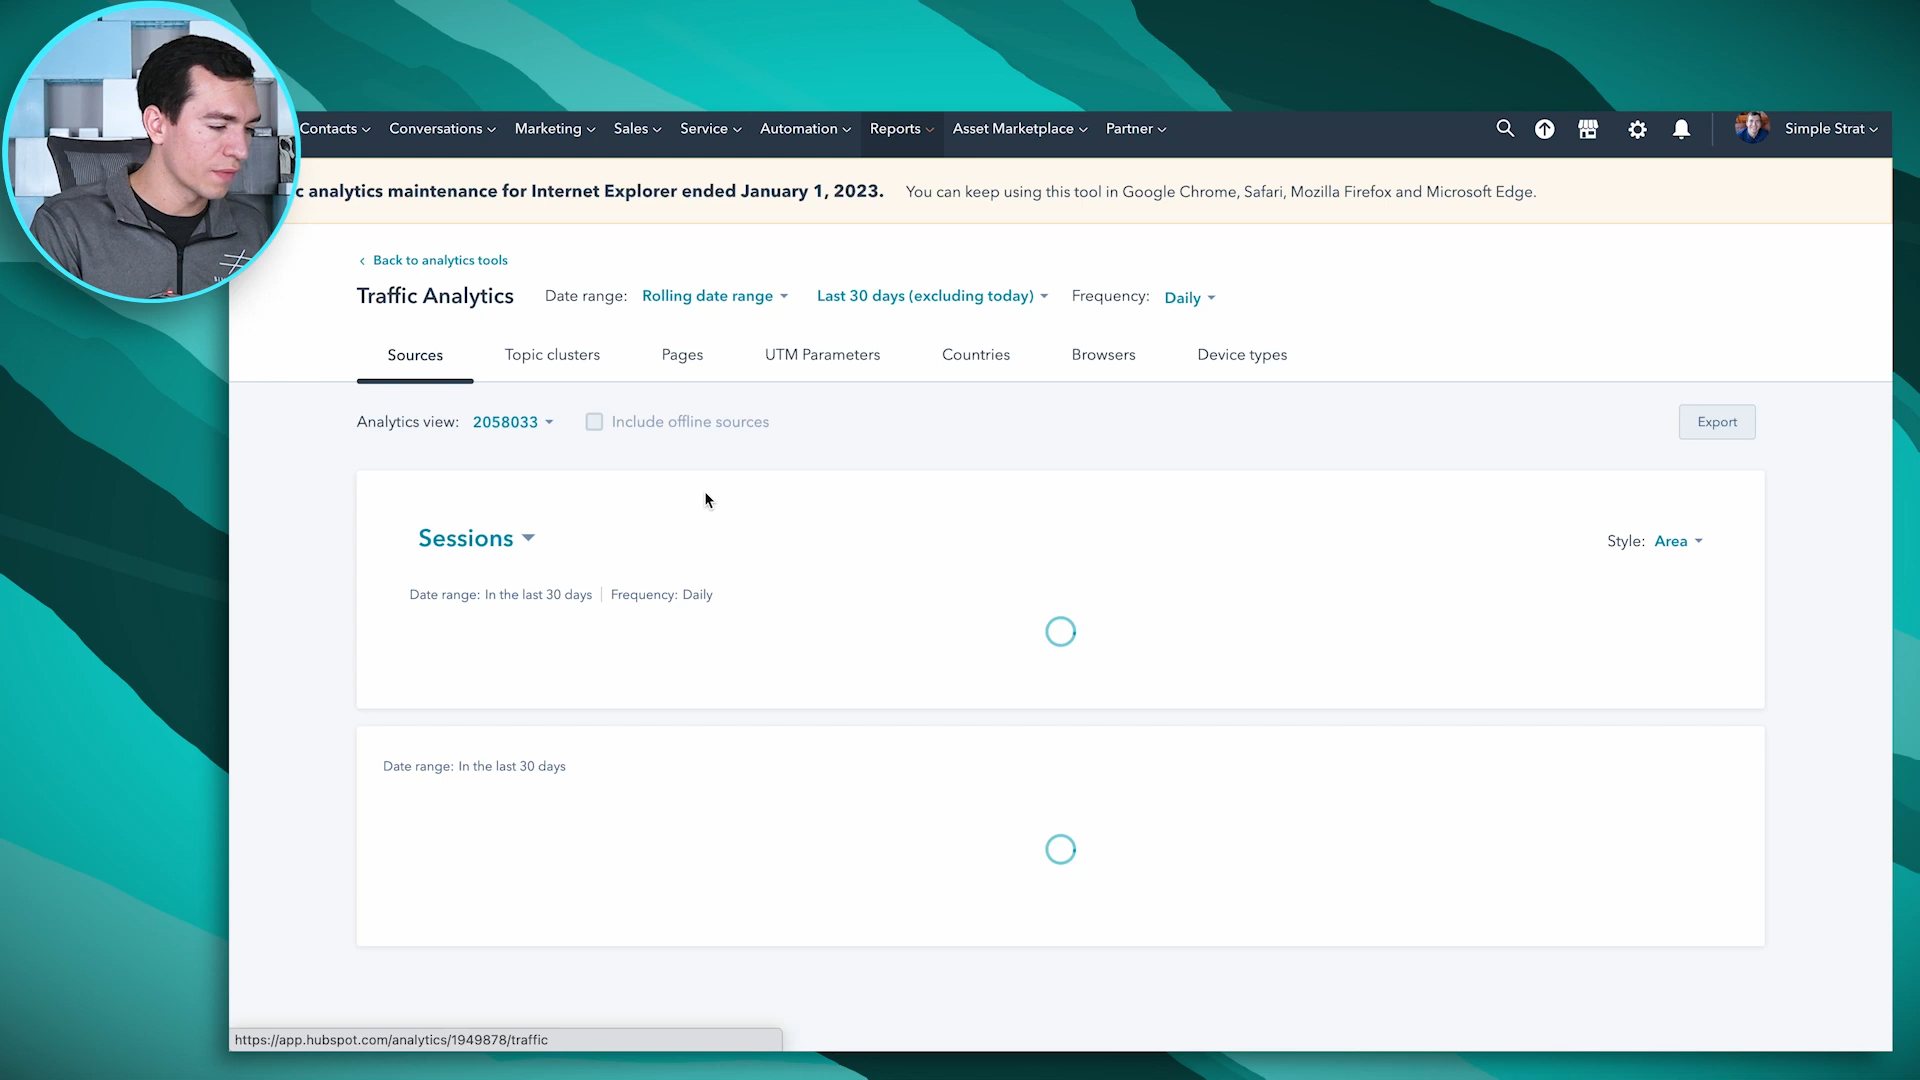 Contacts Conversations Marketing Sales Service Automation Reports Asset Marketplace Partner Simple Strat
c analytics maintenance for Internet Explorer ended January 1, 2023. You can keep using this tool in Google Chrome, Safari, Mozilla Firefox and Microsoft Edge.
Back to analytics tools
Traffic Analytics Date range: Rolling date range Last 30 days (excluding today) Frequency: Daily
Sources Topic clusters Pages UTM Parameters Countries Browsers Device types
Analytics view: 2058033 Include offline sources Export
Sessions Style: Area
Date range: In the last 30 days Frequency: Daily
Date range: In the last 30 days
https://app.hubspot.com/analytics/1949878/traffic